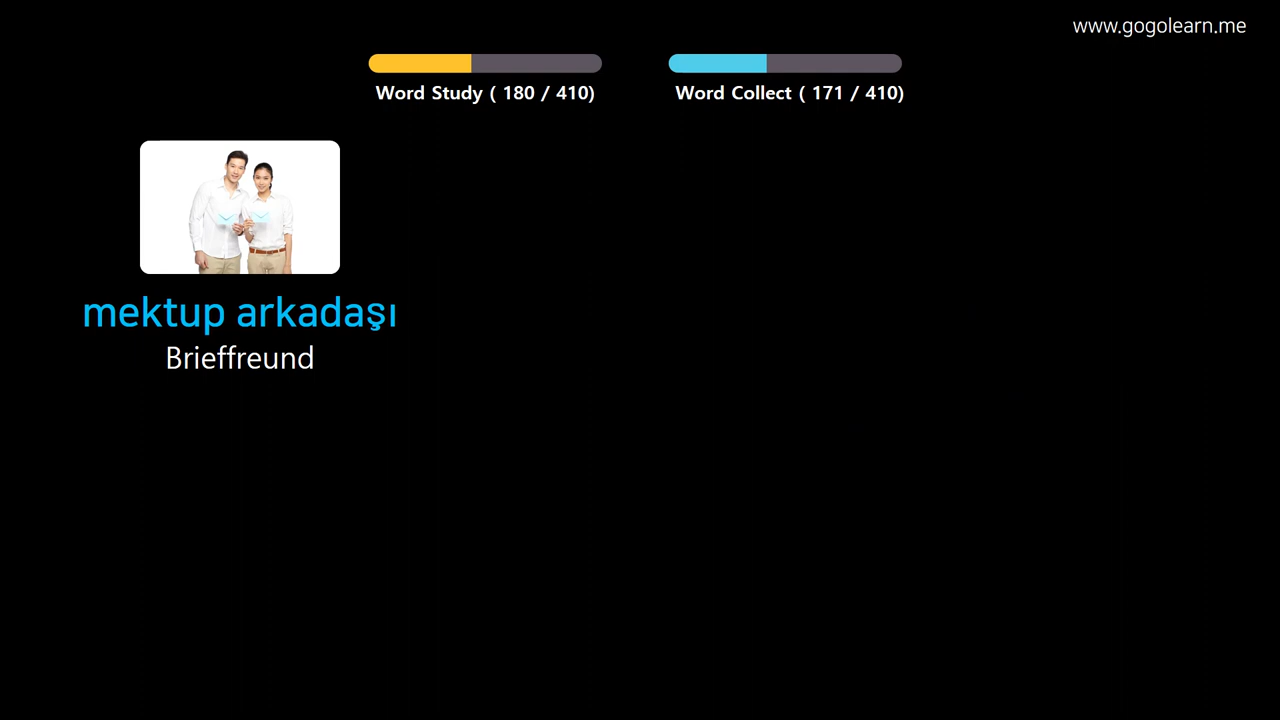 www.gogolearn.me
Word Study ( 180 / 410)
Word Collect ( 171 / 410)
mektup arkadaşı
Brieffreund